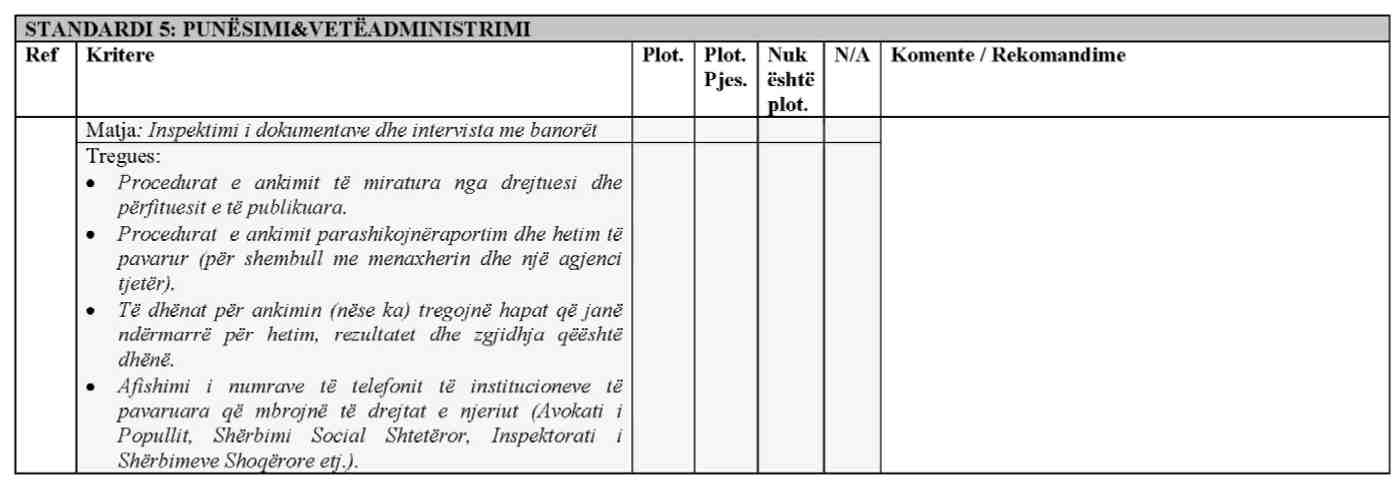 STANDARDI 5: PUNËSIMI&VETËADMINISTRIMI
Ref Kritere Plot. Plot. Pjes. Nuk është plot. N/A Komente / Rekomandime
Matja: Inspektimi i dokumentave dhe intervista me banorët
Tregues:
• Procedurat e ankimit të miratura nga drejtuesi dhe
përfituesit e të publikuara.
• Procedurat e ankimit parashikojnëraportim dhe hetim të
pavarur (për shembull me menaxherin dhe një agjenci
tjetër).
• Të dhënat për ankimin (nëse ka) tregojnë hapat që janë
ndërmarrë për hetim, rezultatet dhe zgjidhja qëështë
dhënë.
• Afishimi i numrave të telefonit të institucioneve të
pavaruara që mbrojnë të drejtat e njeriut (Avokati i
Popullit, Shërbimi Social Shtetëror, Inspektorati i
Shërbimeve Shoqërore etj.).